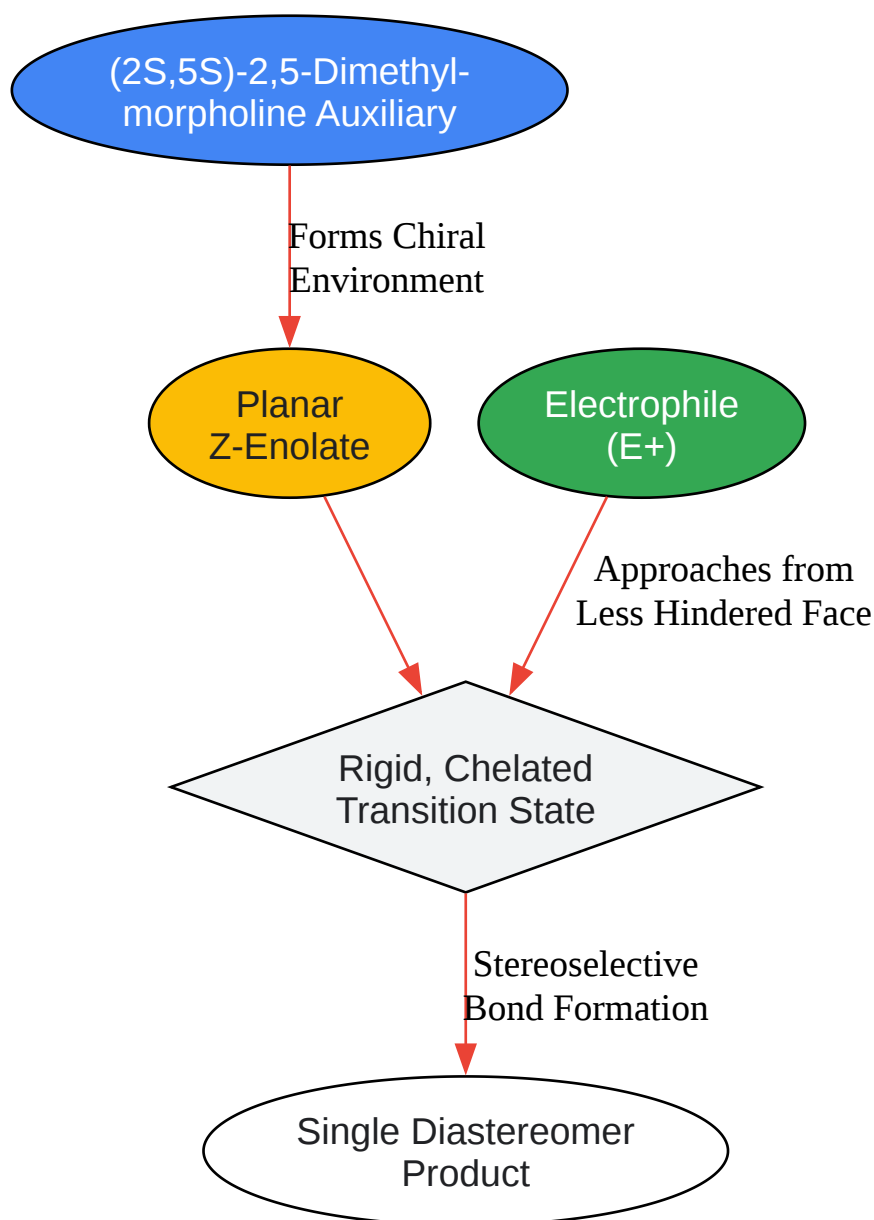 (2S,5S)-2,5-Dimethyl-
morpholine Auxiliary
Forms Chiral
Environment
Planar
Z-Enolate
Electrophile
(E+)
Approaches from
Less Hindered Face
Rigid, Chelated
Transition State
Stereoselective
Bond Formation
Single Diastereomer
Product